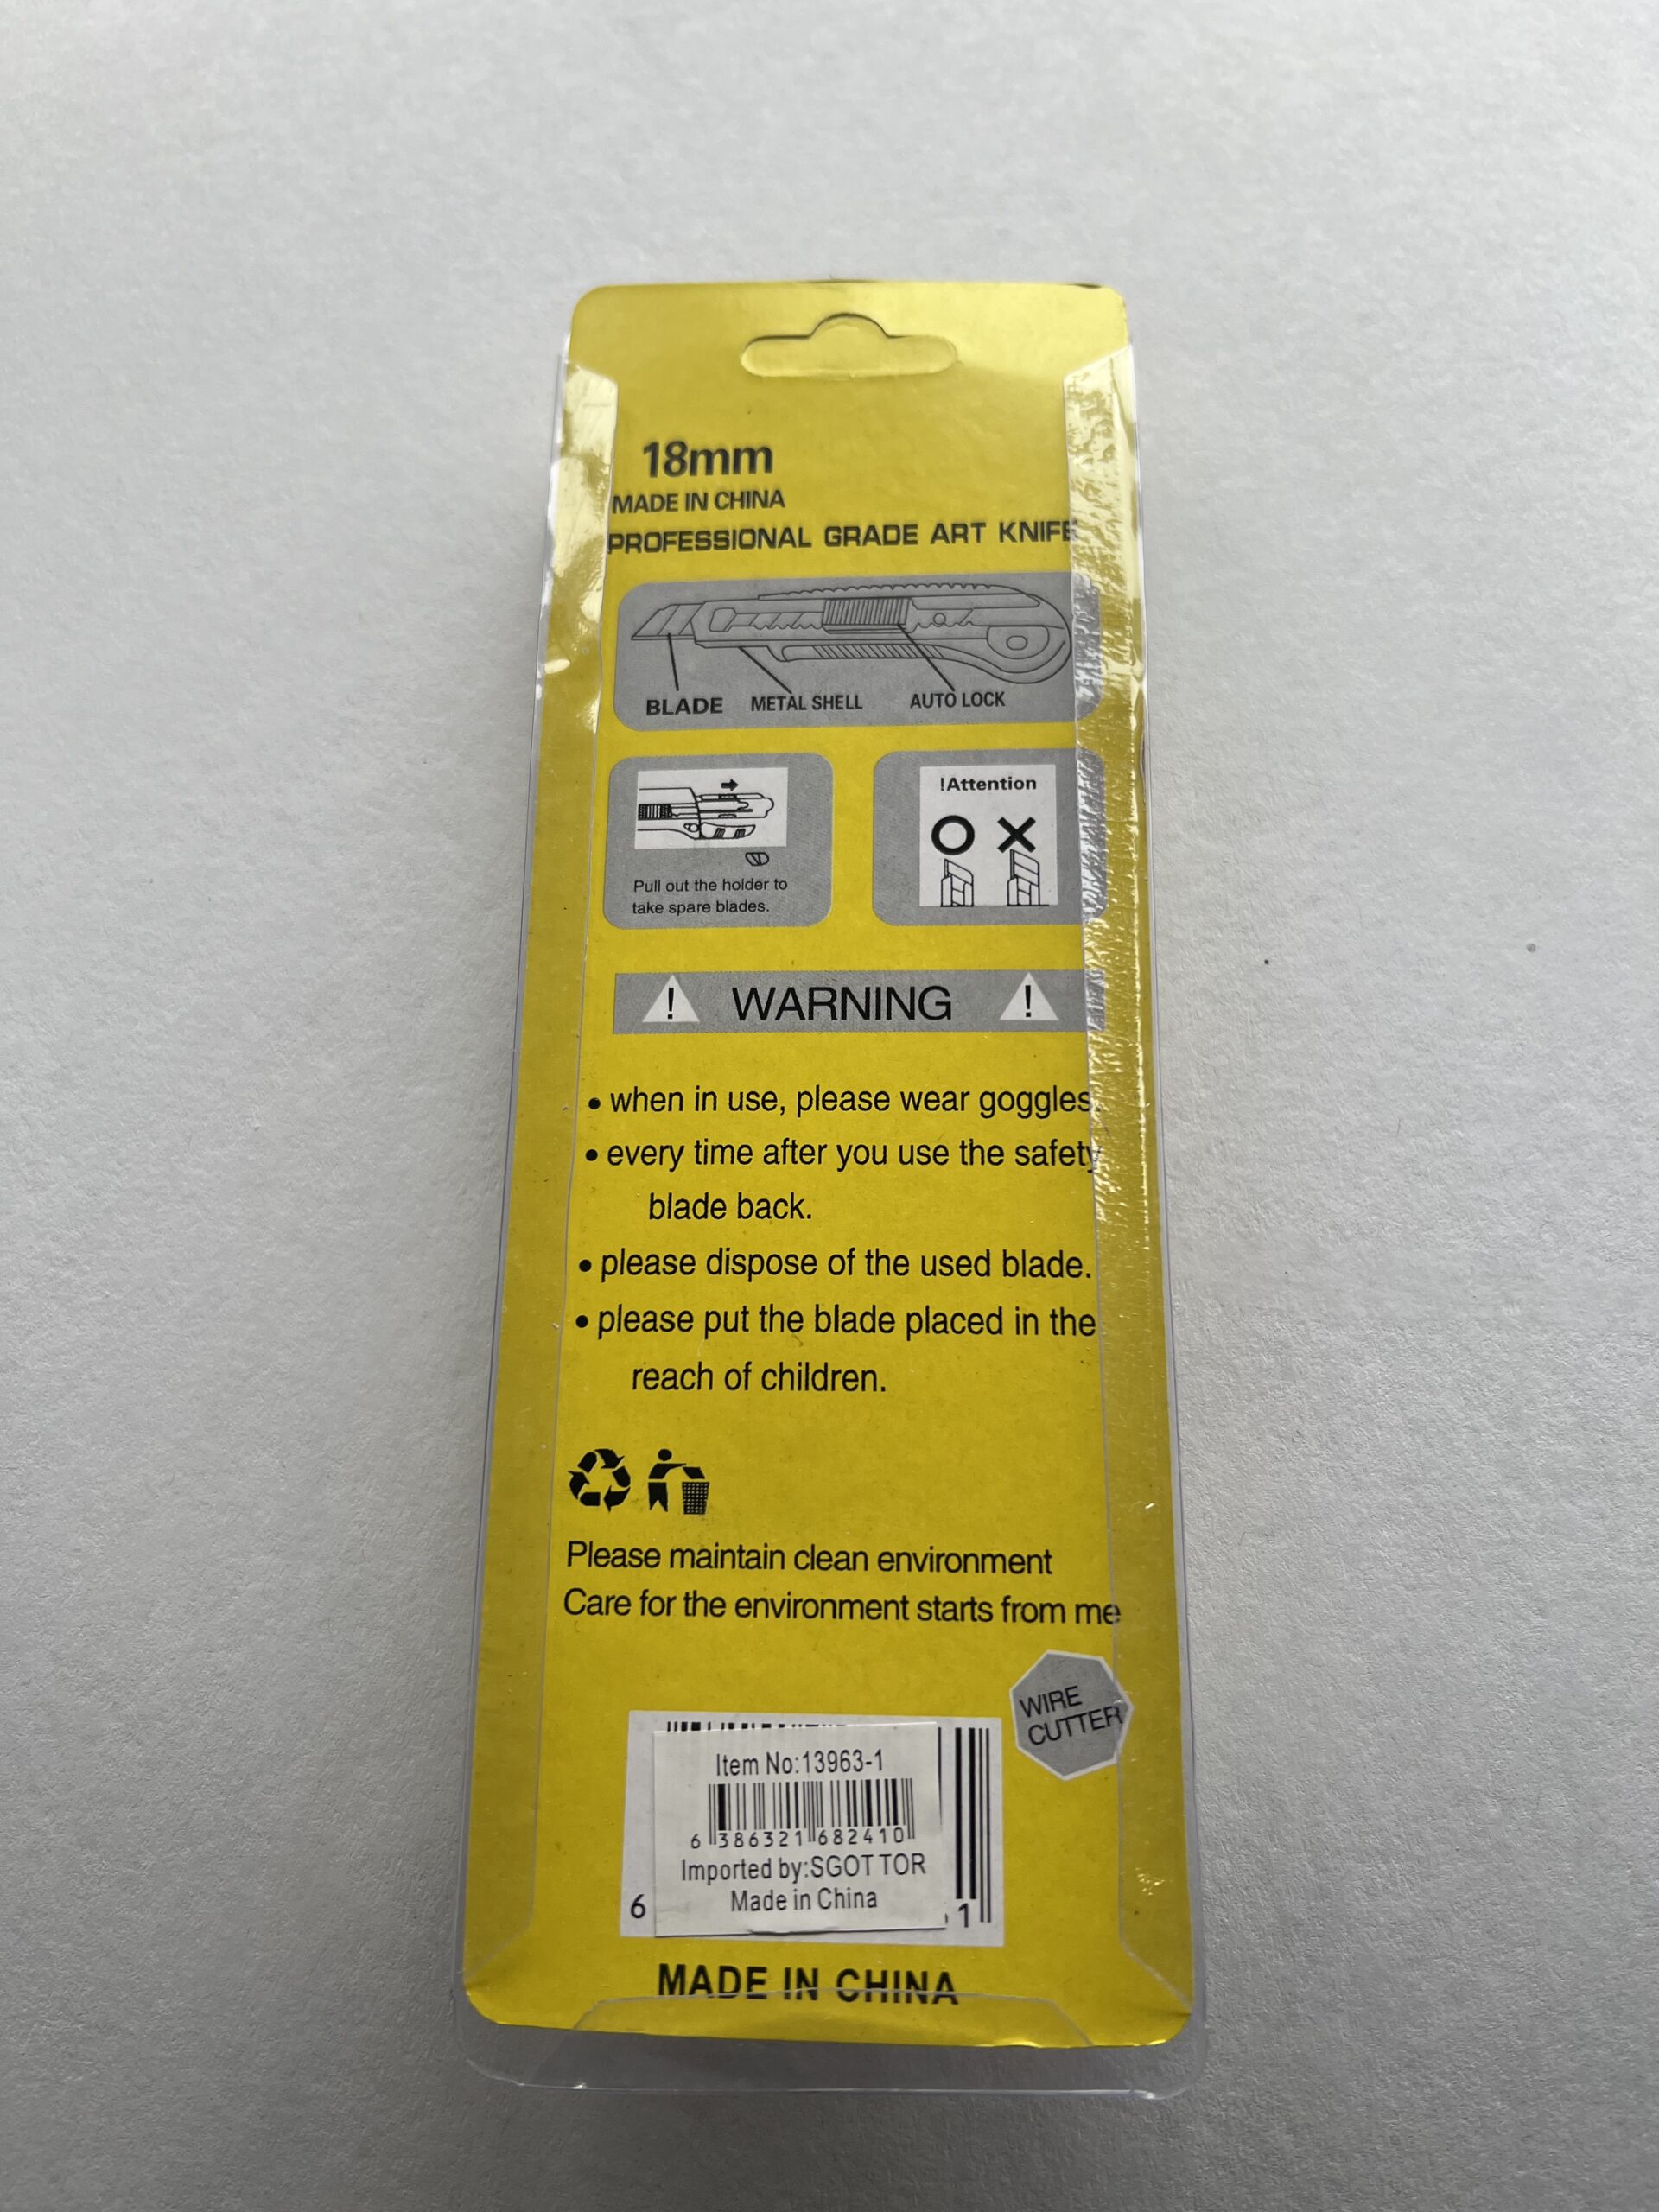 18mm
MADE IN CHINA
PROFESSIONAL GRADE ART KNIFE
BLADE METAL SHELL AUTO LOCK
Pull out the holder to
take spare blades.
!Attention
! WARNING !
• when in use, please wear goggles.
• every time after you use the safety
blade back.
• please dispose of the used blade.
• please put the blade placed in the
reach of children.
Please maintain clean environment
Care for the environment starts from me
WIRE
CUTTER
Item No:13963-1
6 386321 682410
Imported by:SGOT TOR
Made in China
6 1
MADE IN CHINA